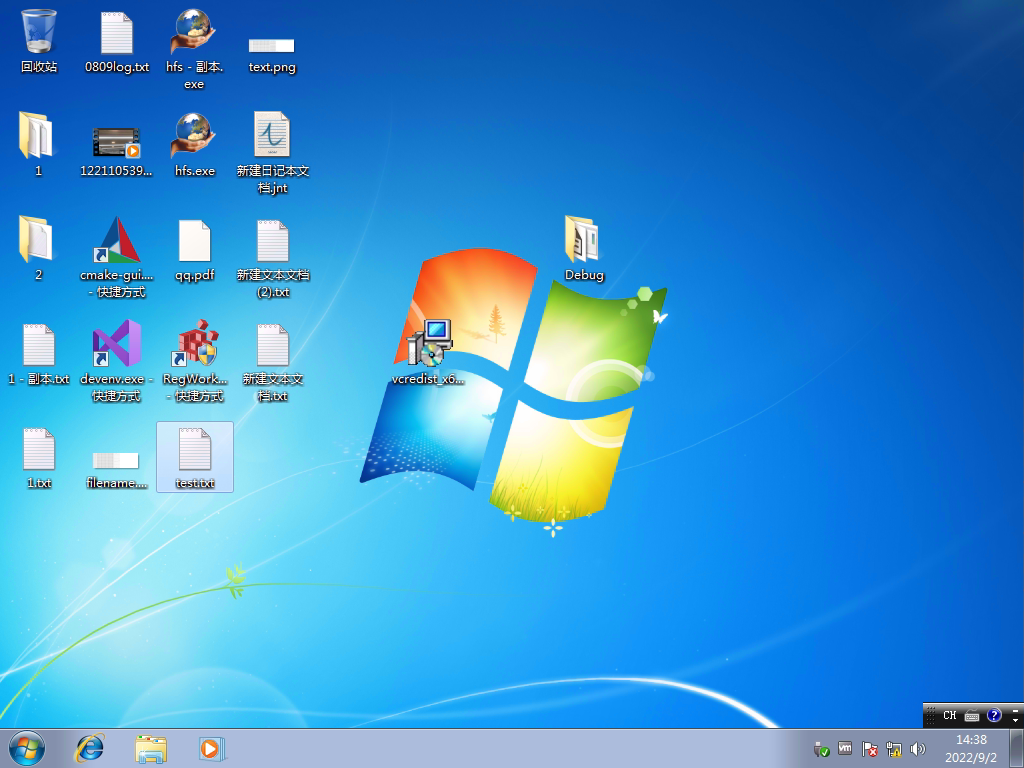 回收站
0809log.txt
hfs - 副本.
exe
text.png
1
122110539...
hfs.exe
新建日记本文
档.jnt
2
cmake-gui....
- 快捷方式
qq.pdf
新建文本文档
(2).txt
Debug
1 - 副本.txt
devenv.exe -
快捷方式
RegWork...
- 快捷方式
新建文本文
档.txt
vcredist_x6...
1.txt
filename....
test.txt
CH
14:38
2022/9/2